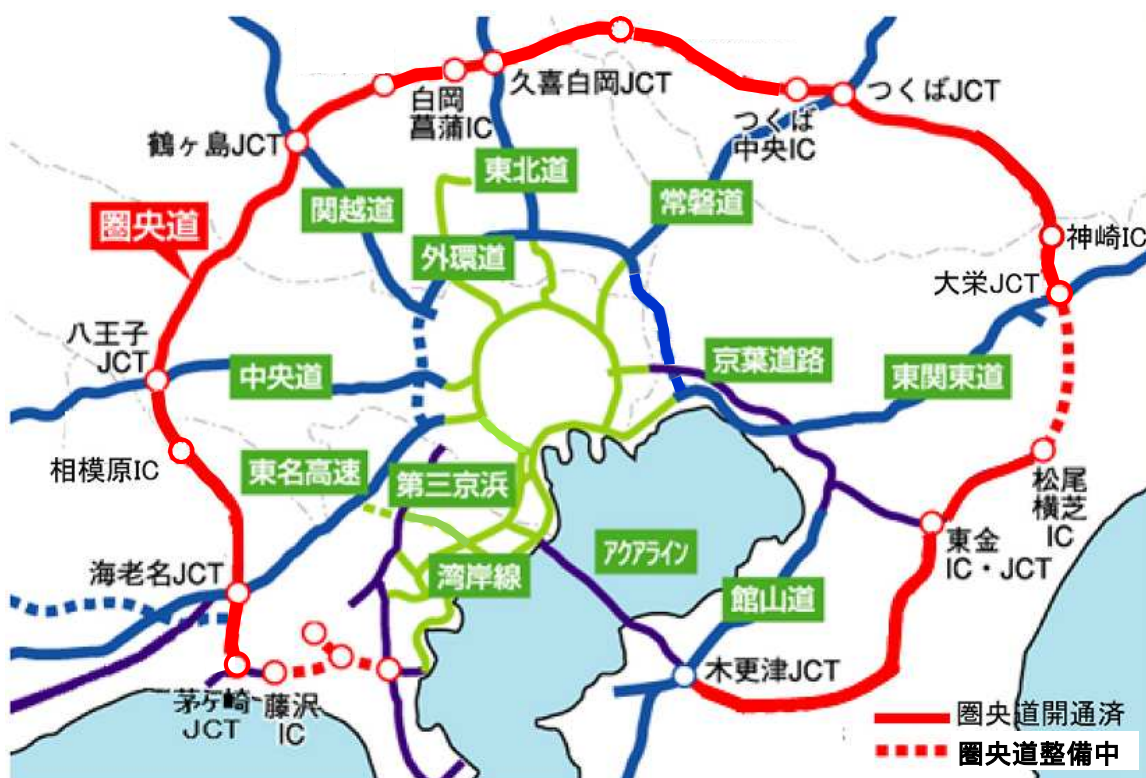 久喜白岡JCT
つくばJCT
白岡
菖蒲IC
つくば
中央IC
鶴ヶ島JCT
東北道
関越道
常磐道
圏央道
外環道
神崎IC
大栄JCT
八王子
JCT
中央道
京葉道路
東関東道
相模原IC
東名高速
第三京浜
松尾
横芝
IC
東金
IC・JCT
アクアライン
海老名JCT
湾岸線
館山道
木更津JCT
茅ヶ崎
JCT
藤沢
IC
圏央道開通済
圏央道整備中